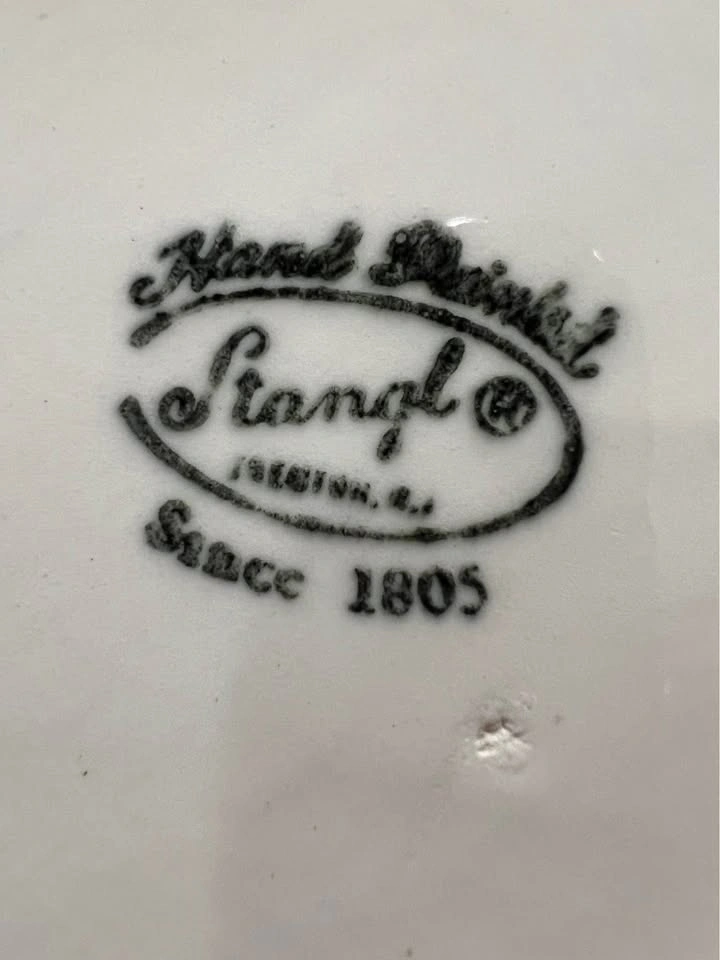 Hand Painted
Stangl ®
TRENTON, N.J.
Since 1805